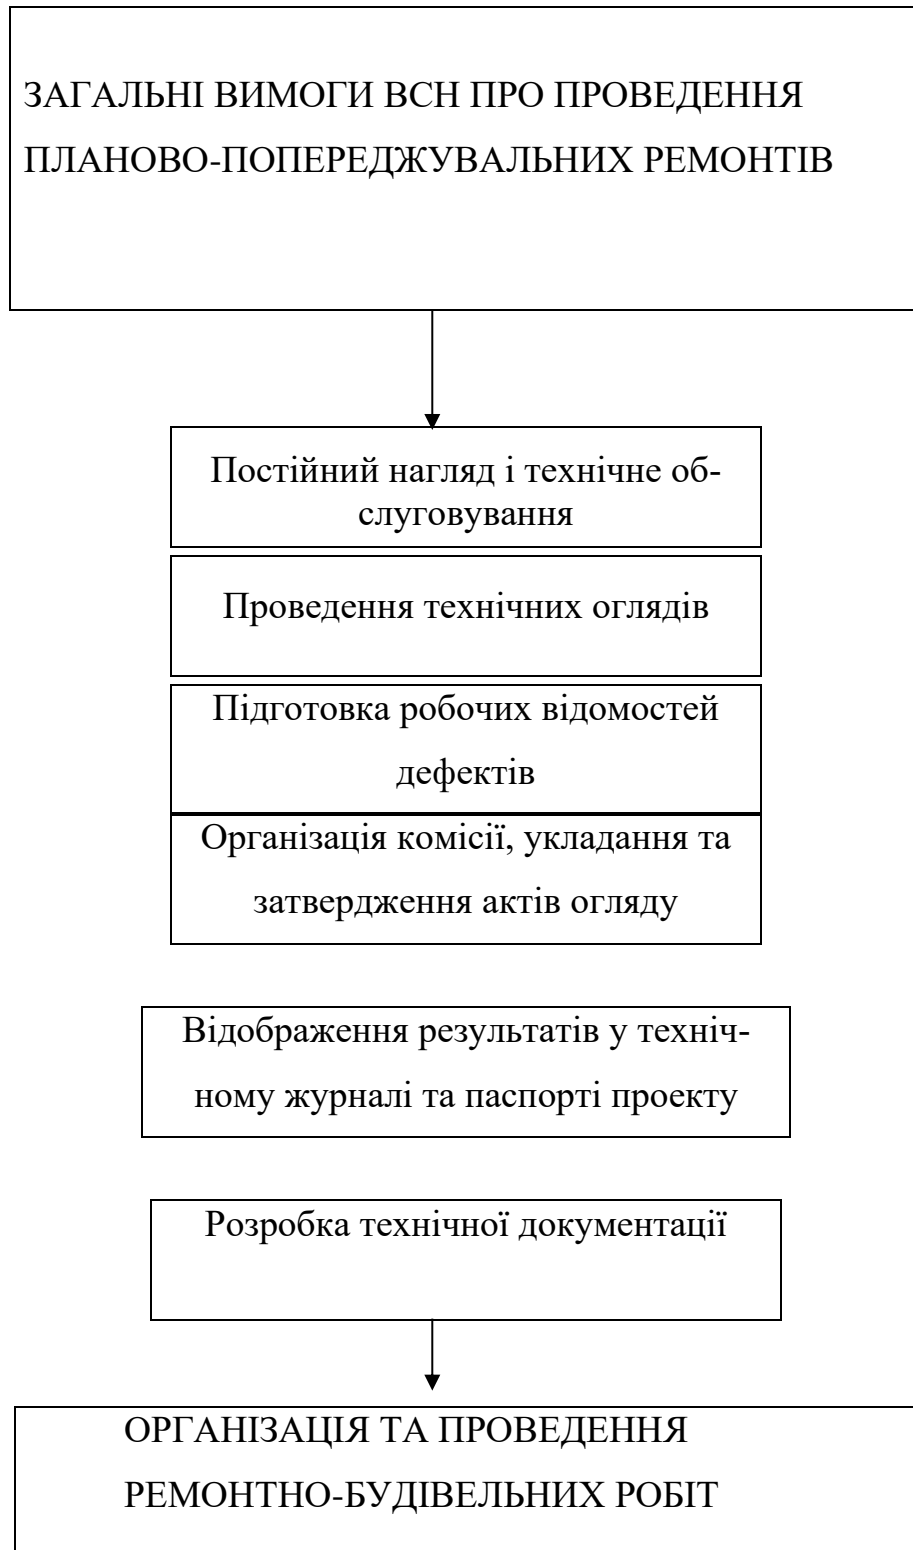 ЗАГАЛЬНІ ВИМОГИ ВСН ПРО ПРОВЕДЕННЯ
ПЛАНОВО-ПОПЕРЕДЖУВАЛЬНИХ РЕМОНТІВ
Постійний нагляд і технічне об-
слуговування
Проведення технічних оглядів
Підготовка робочих відомостей
дефектів
Організація комісії, укладання та
затвердження актів огляду
Відображення результатів у техніч-
ному журналі та паспорті проекту
Розробка технічної документації
ОРГАНІЗАЦІЯ ТА ПРОВЕДЕННЯ
РЕМОНТНО-БУДІВЕЛЬНИХ РОБІТ